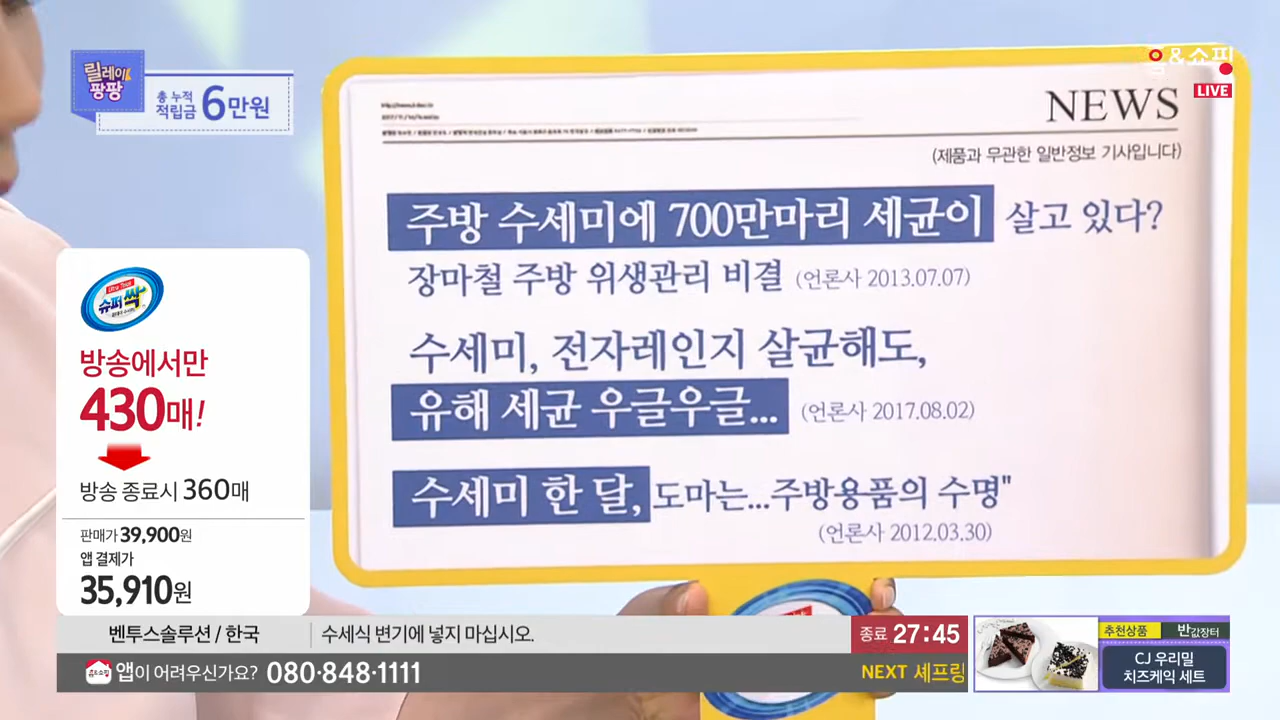 릴레이
팡팡
총 누적
적립금 6만원
홈&쇼핑
LIVE
NEWS
(제품과 무관한 일반정보 기사입니다)
주방 수세미에 700만마리 세균이 살고 있다?
장마철 주방 위생관리 비결 (언론사 2013.07.07)
수세미, 전자레인지 살균해도,
유해 세균 우글우글... (언론사 2017.08.02)
수세미 한 달, 도마는...주방용품의 수명"
(언론사 2012.03.30)
슈퍼 싹
방송에서만
430매!
방송 종료시 360매
판매가 39,900원
앱 결제가
35,910원
벤투스솔루션 / 한국
수세식 변기에 넣지 마십시오.
종료 27:45
앱이 어려우신가요? 080·848·1111
NEXT 셰프링
추천상품 반값장터
CJ 우리밀
치즈케익 세트